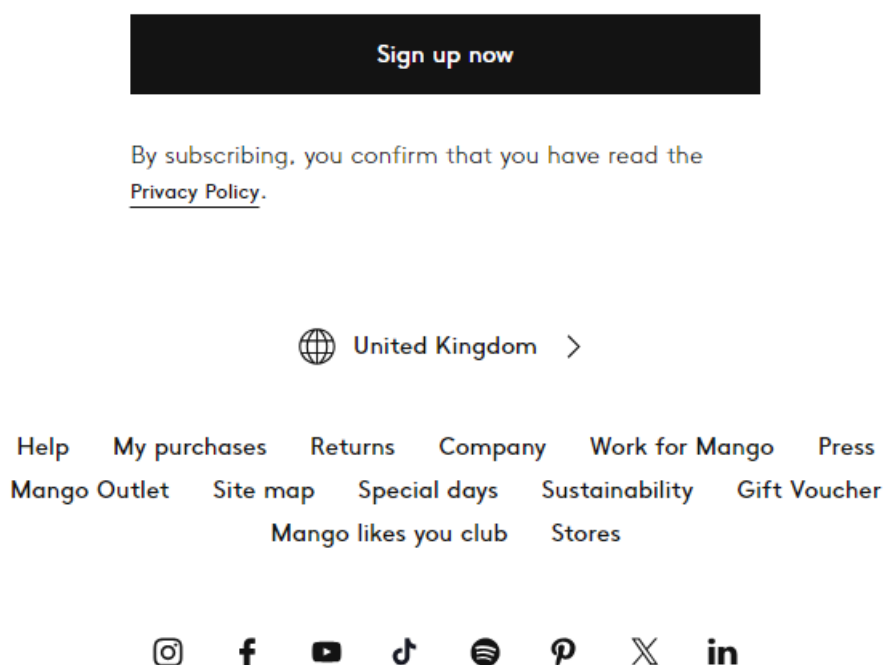 Sign up now
By subscribing, you confirm that you have read the
Privacy Policy.
United Kingdom
Help My purchases Returns Company Work for Mango Press
Mango Outlet Site map Special days Sustainability Gift Voucher
Mango likes you club Stores